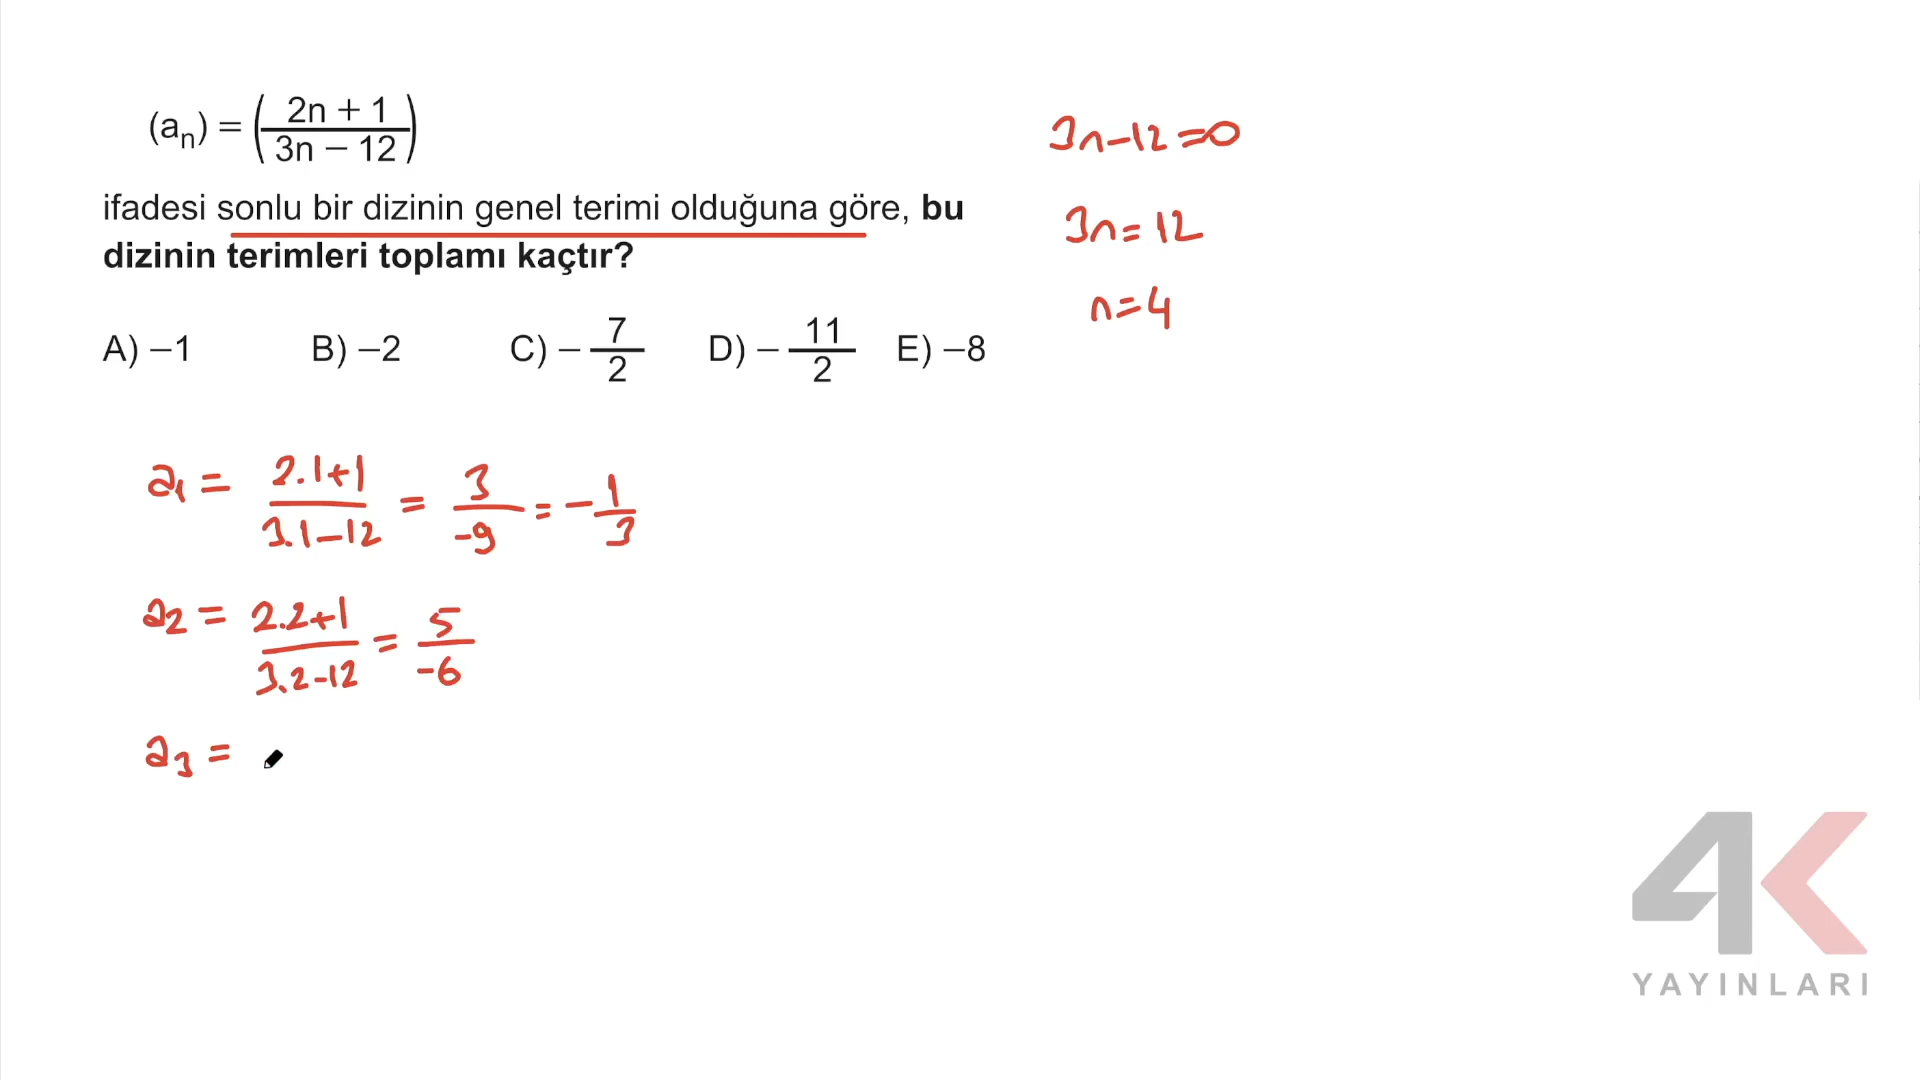 (aₙ) = ( (2n + 1) / (3n − 12) )
ifadesi sonlu bir dizinin genel terimi olduğuna göre, bu
dizinin terimleri toplamı kaçtır?
A) −1 B) −2 C) − 7/2 D) − 11/2 E) −8
3n−12=0
3n=12
n=4
a₁ = (2.1+1)/(3.1−12) = 3/-9 = −1/3
a₂ = (2.2+1)/(3.2-12) = 5/-6
a₃ =
4K
YAYINLARI